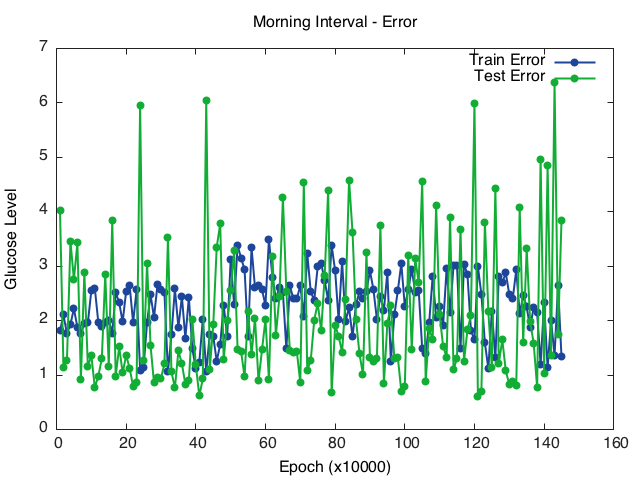 Morning Interval - Error
7
6
5
4
3
2
1
0
Glucose Level
Train Error
Test Error
0 20 40 60 80 100 120 140 160
Epoch (x10000)